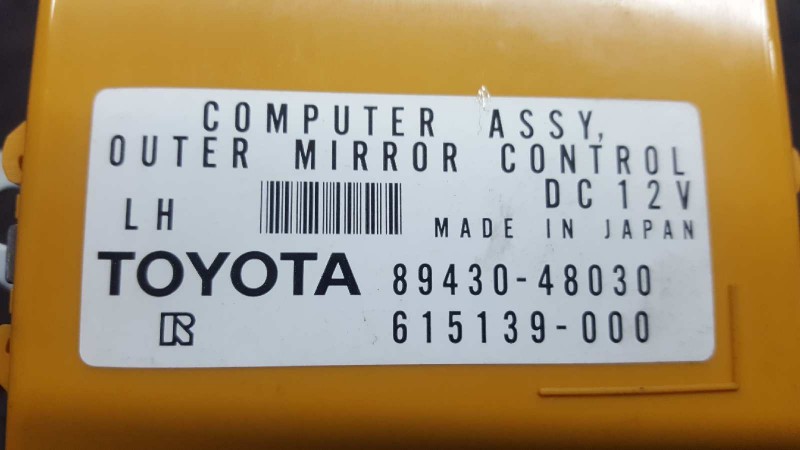 COMPUTER ASSY,
OUTER MIRROR CONTROL
DC 12V
LH
MADE IN JAPAN
TOYOTA 89430-48030
R 615139-000